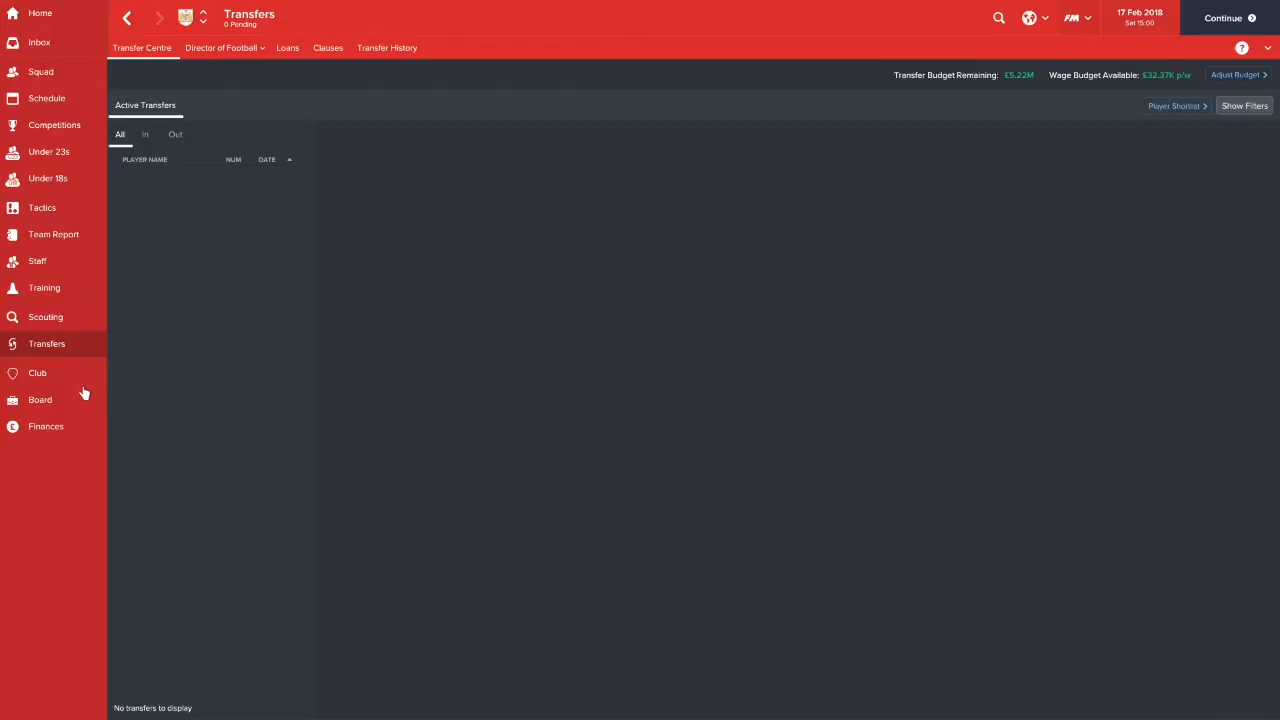 Home
Inbox
Squad
Schedule
Competitions
Under 23s
Under 18s
Tactics
Team Report
Staff
Training
Scouting
Transfers
Club
Board
Finances
Transfers
0 Pending
FM
17 Feb 2018
Sat 15:00
Continue
Transfer Centre Director of Football Loans Clauses Transfer History
?
Transfer Budget Remaining: £5.22M Wage Budget Available: £32.37K p/w Adjust Budget
Active Transfers
Player Shortlist Show Filters
All In Out
PLAYER NAME NUM DATE
No transfers to display